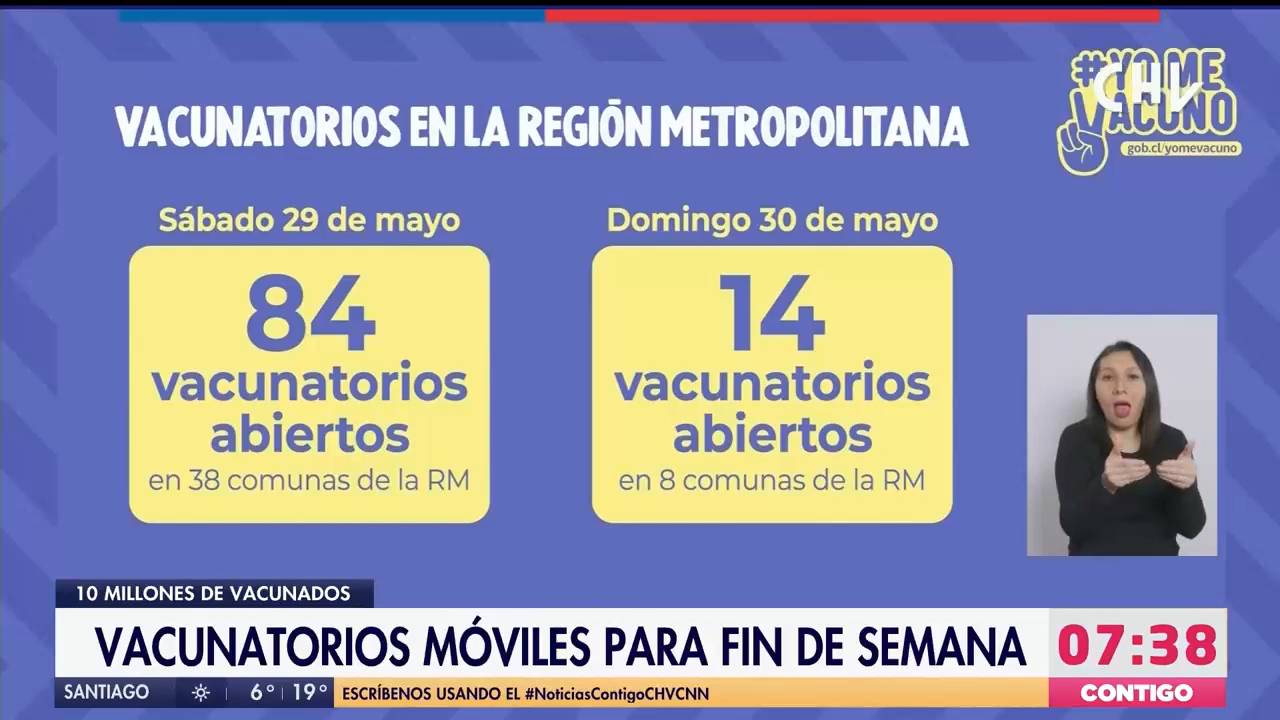 #YO ME
VACUNO
CHV
gob.cl/yomevacuno
VACUNATORIOS EN LA REGIÓN METROPOLITANA
Sábado 29 de mayo
84
vacunatorios
abiertos
en 38 comunas de la RM
Domingo 30 de mayo
14
vacunatorios
abiertos
en 8 comunas de la RM
10 MILLONES DE VACUNADOS
VACUNATORIOS MÓVILES PARA FIN DE SEMANA
07:38
SANTIAGO 6° 19° ESCRÍBENOS USANDO EL #NoticiasContigoCHVCNN
CONTIGO